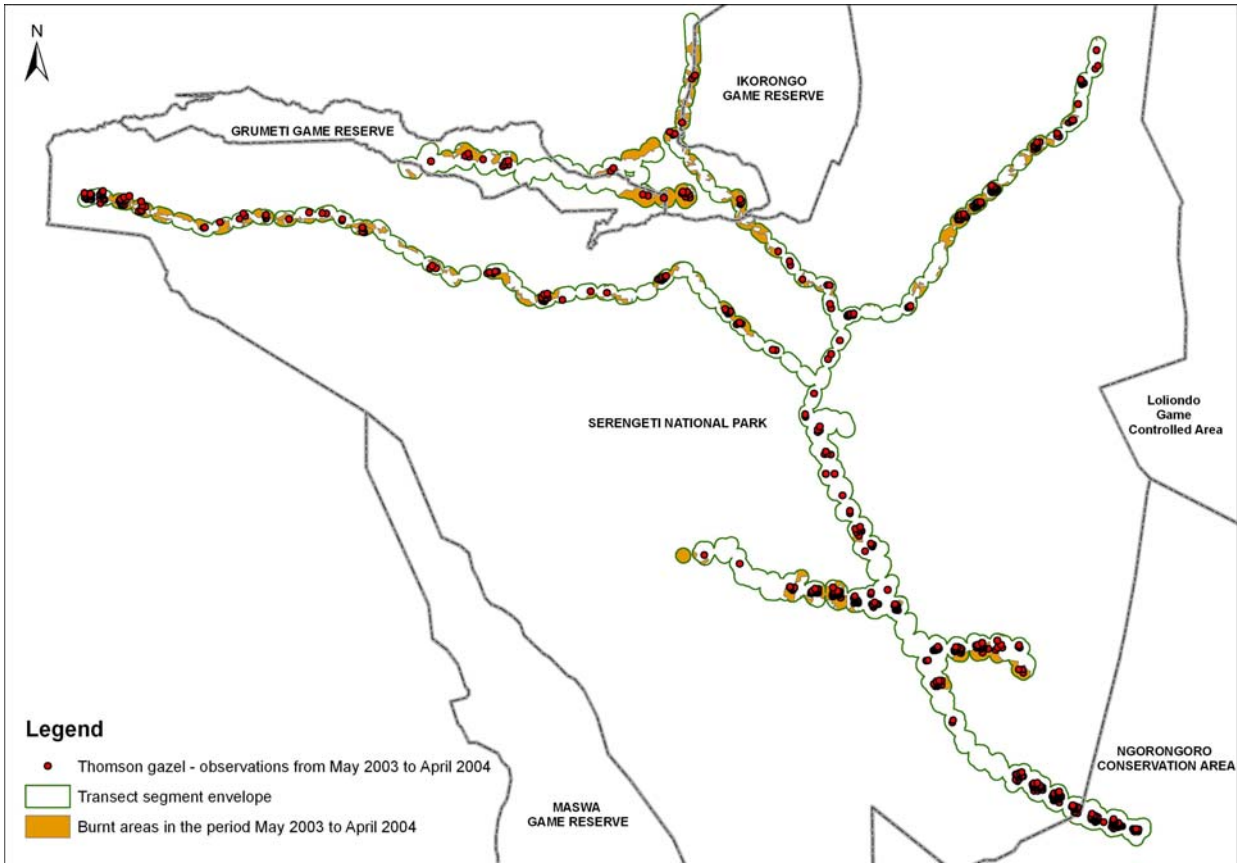 N
IKORONGO
GAME RESERVE
GRUMETI GAME RESERVE
SERENGETI NATIONAL PARK
Loliondo
Game
Controlled Area
NGORONGORO
CONSERVATION AREA
MASWA
GAME RESERVE
Legend
Thomson gazel - observations from May 2003 to April 2004
Transect segment envelope
Burnt areas in the period May 2003 to April 2004